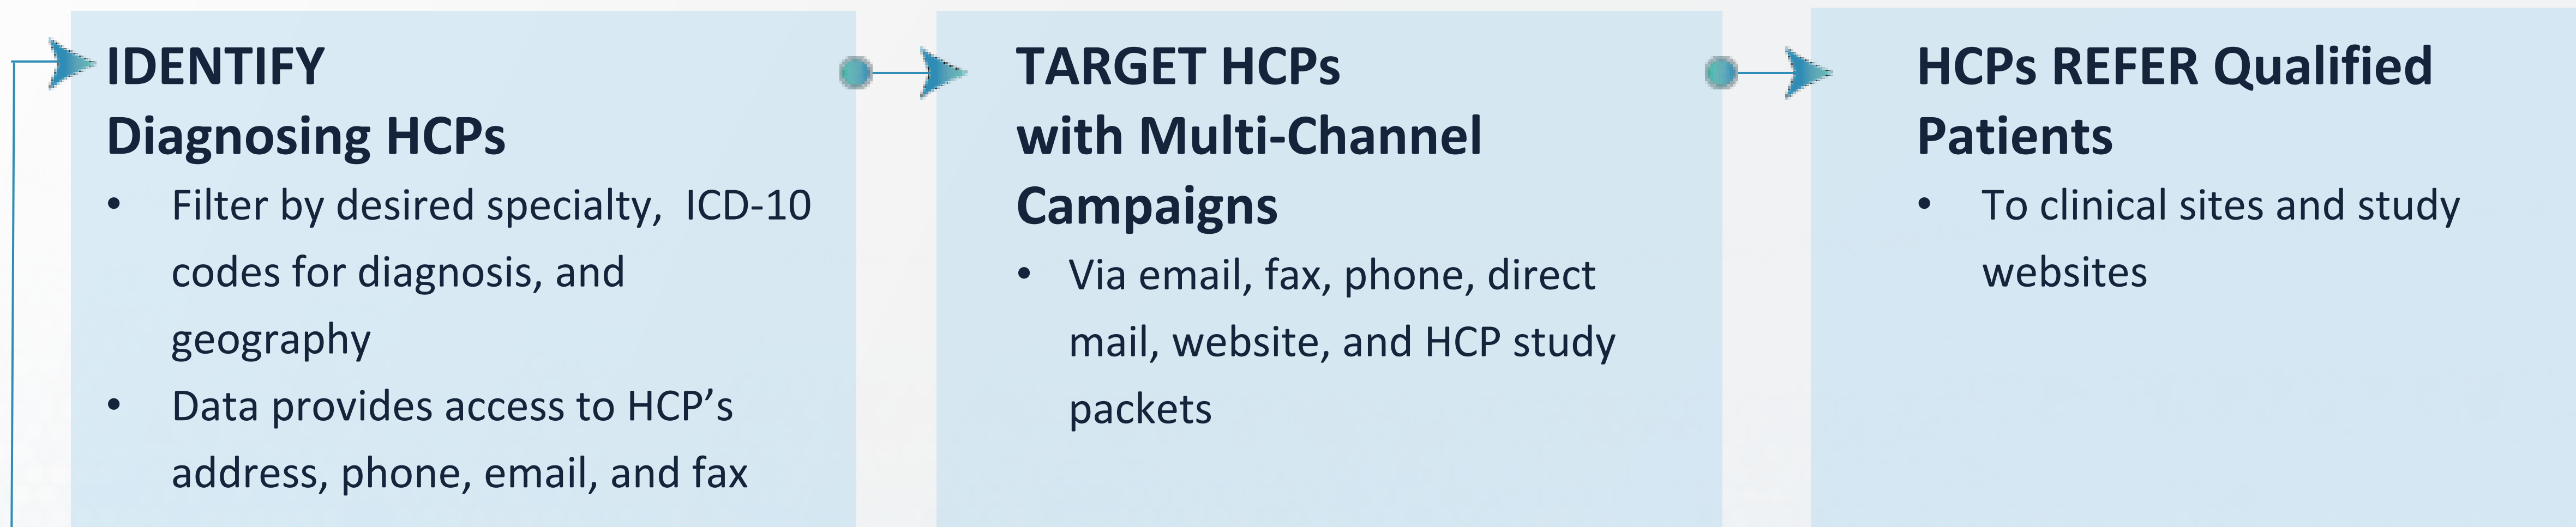 IDENTIFY
Diagnosing HCPs
• Filter by desired specialty,  ICD-10
codes for diagnosis, and
geography
• Data provides access to HCP’s
address, phone, email, and fax
TARGET HCPs
with Multi-Channel
Campaigns
• Via email, fax, phone, direct
mail, website, and HCP study
packets
HCPs REFER Qualified
Patients
• To clinical sites and study
websites